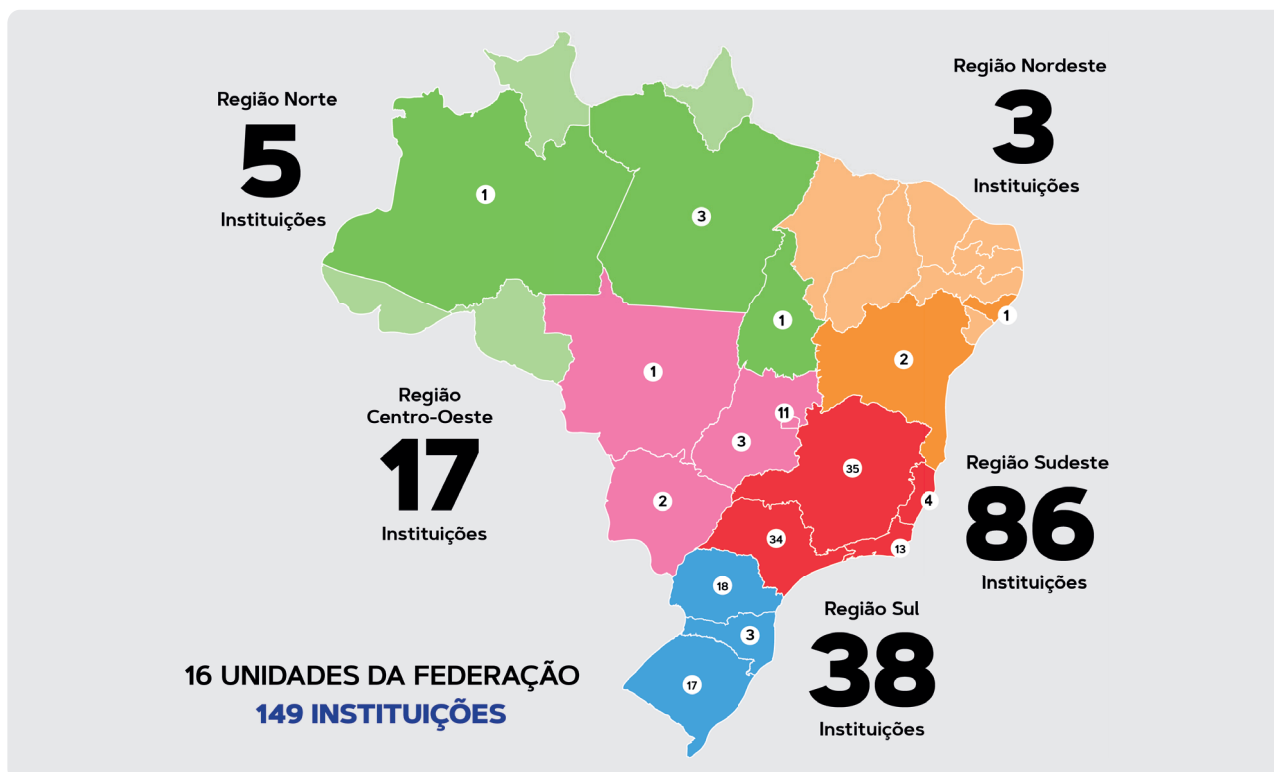 Região Nordeste
3
Instituições
Região Norte
5
Instituições
1
3
1
1
2
1
11
3
2
Região
Centro-Oeste
17
Instituições
35
4
34
13
Região Sudeste
86
Instituições
18
3
17
Região Sul
38
Instituições
16 UNIDADES DA FEDERAÇÃO
149 INSTITUIÇÕES